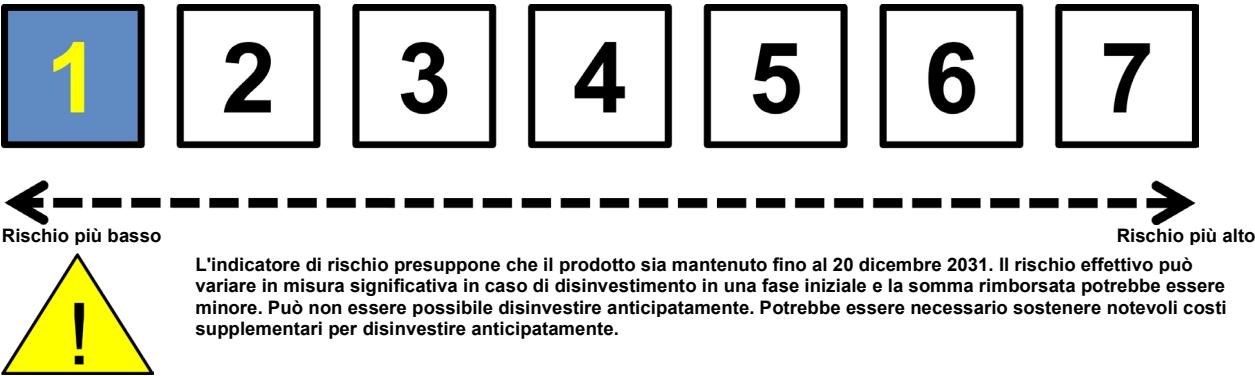 1 2 3 4 5 6 7
Rischio più basso Rischio più alto
! L'indicatore di rischio presuppone che il prodotto sia mantenuto fino al 20 dicembre 2031. Il rischio effettivo può
variare in misura significativa in caso di disinvestimento in una fase iniziale e la somma rimborsata potrebbe essere
minore. Può non essere possibile disinvestire anticipatamente. Potrebbe essere necessario sostenere notevoli costi
supplementari per disinvestire anticipatamente.